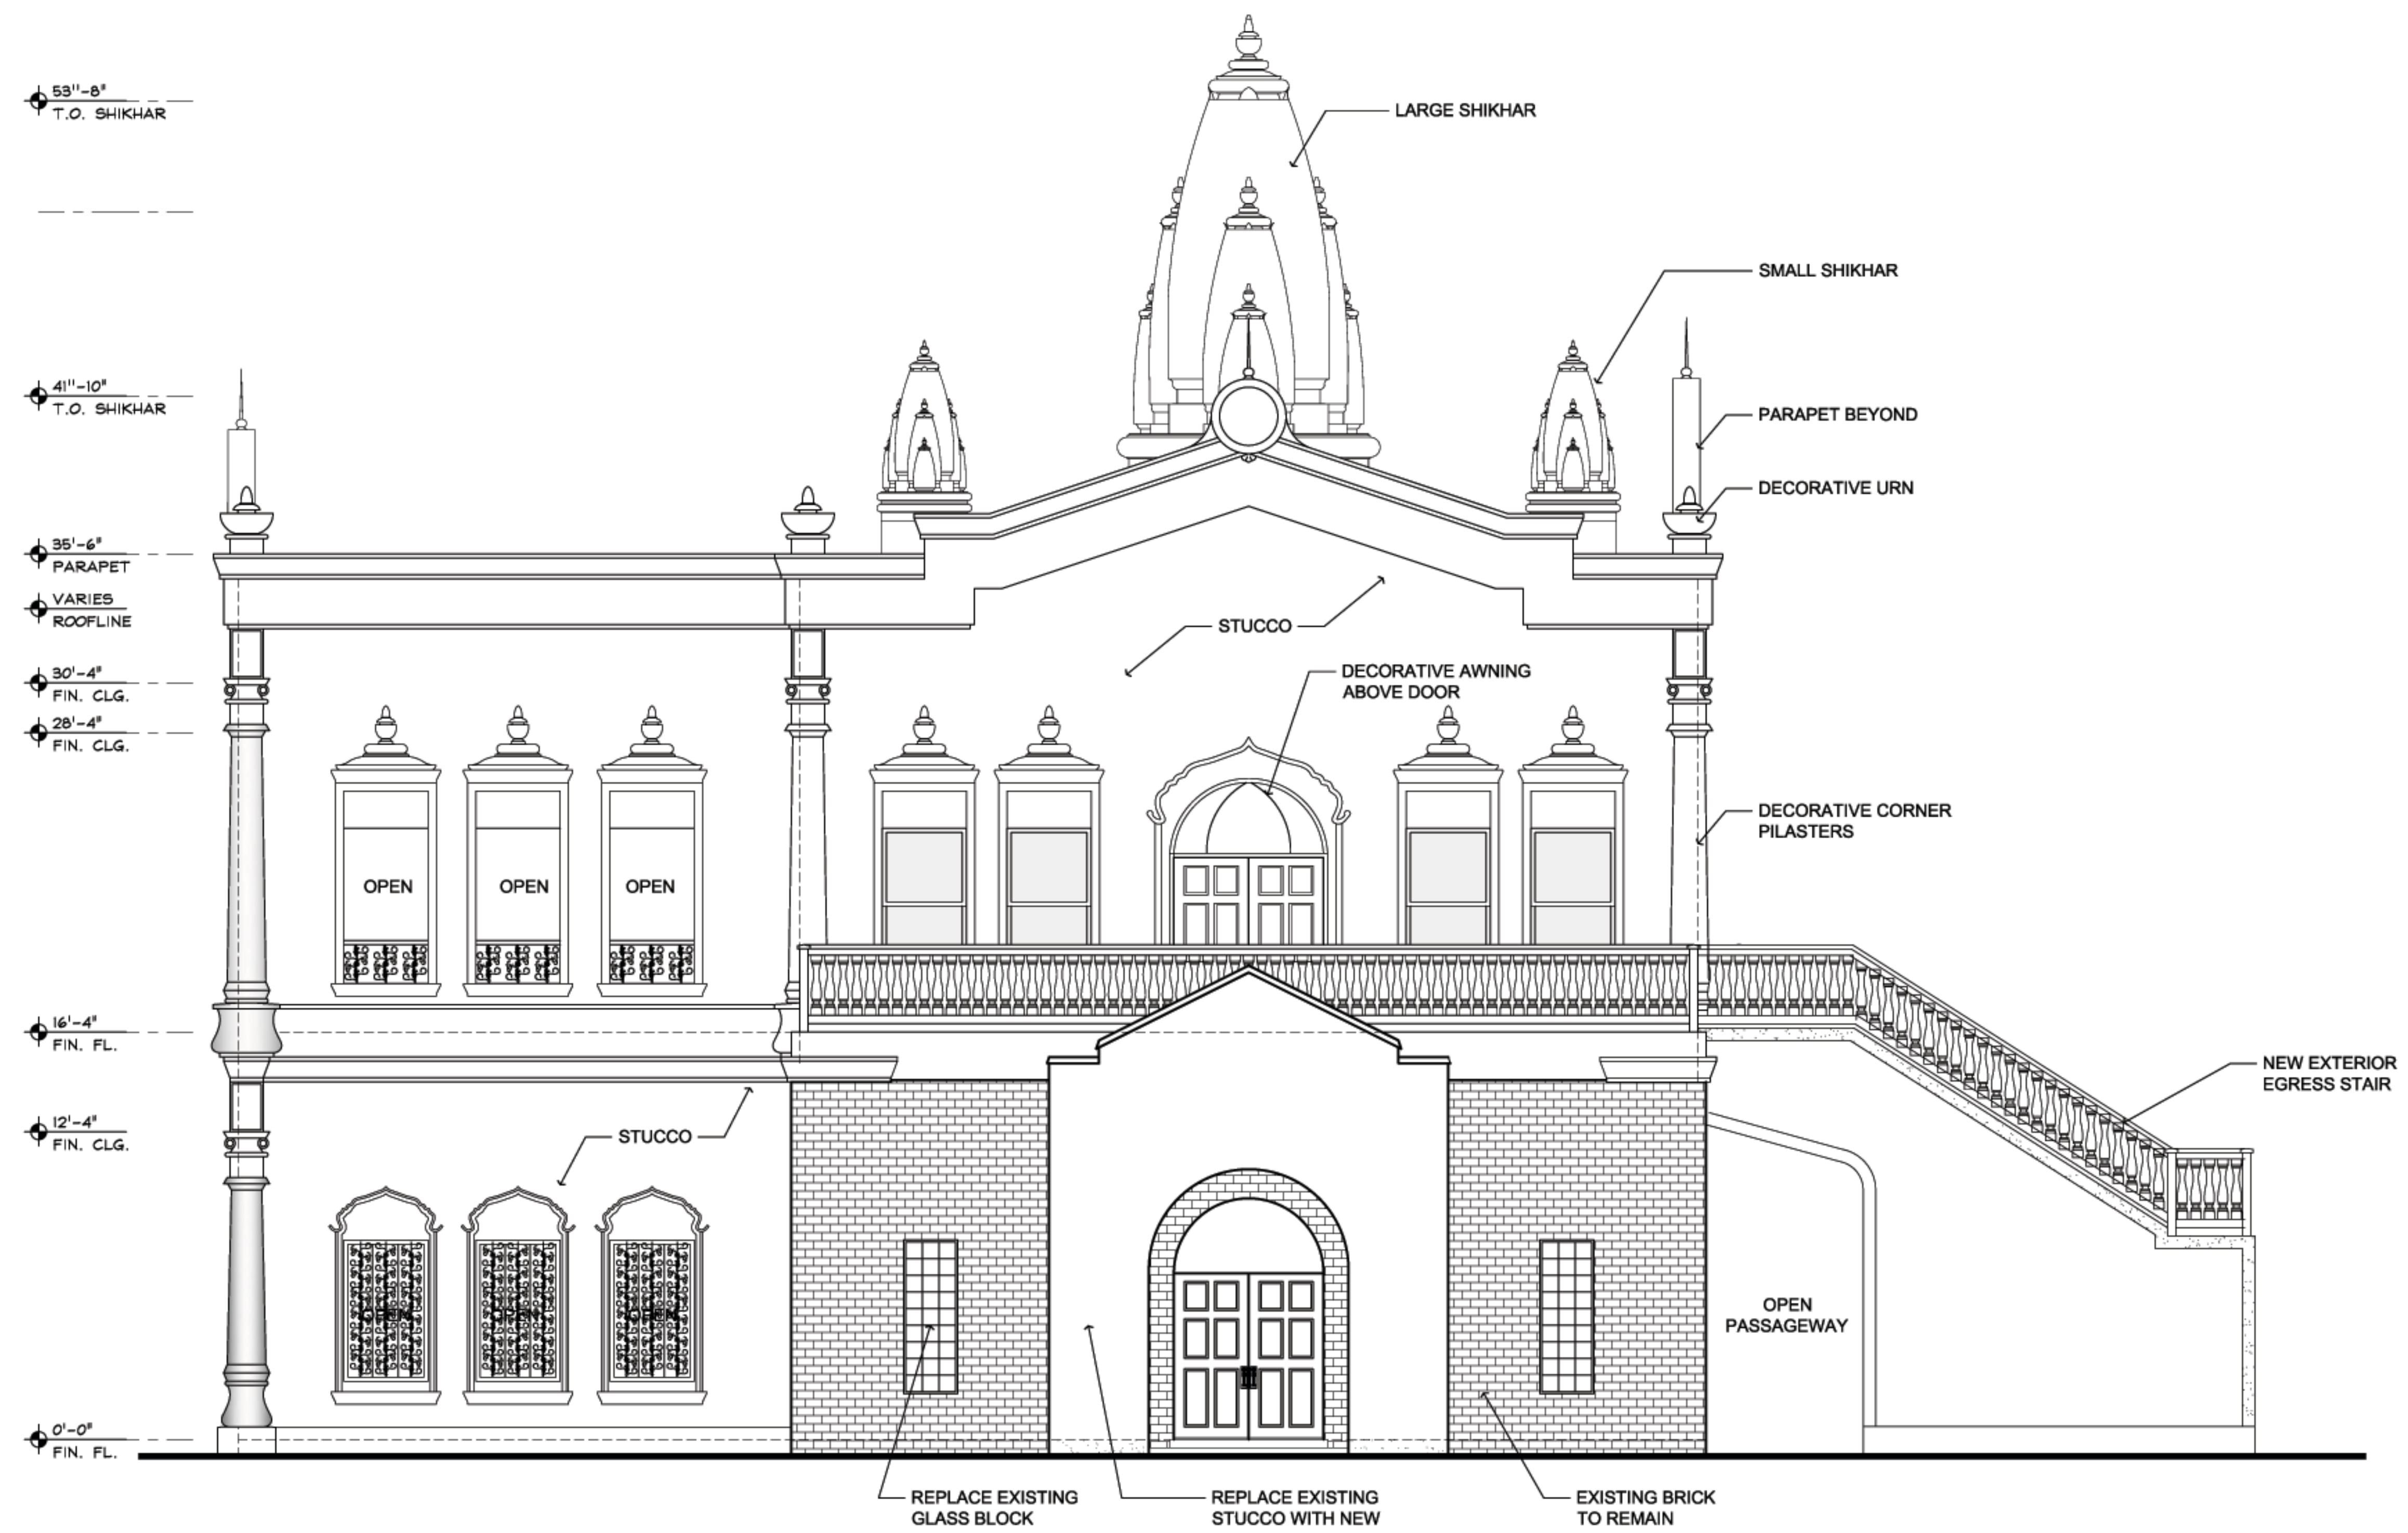 53''-8"
T.O. SHIKHAR
LARGE SHIKHAR
SMALL SHIKHAR
41''-10"
T.O. SHIKHAR
PARAPET BEYOND
DECORATIVE URN
35'-6"
PARAPET
VARIES
ROOFLINE
STUCCO
30'-4"
FIN. CLG.
DECORATIVE AWNING
ABOVE DOOR
28'-4"
FIN. CLG.
DECORATIVE CORNER
PILASTERS
OPEN
OPEN
OPEN
16'-4"
FIN. FL.
NEW EXTERIOR
EGRESS STAIR
12'-4"
FIN. CLG.
STUCCO
OPEN
OPEN
OPEN
OPEN
PASSAGEWAY
0'-0"
FIN. FL.
REPLACE EXISTING
GLASS BLOCK
REPLACE EXISTING
STUCCO WITH NEW
EXISTING BRICK
TO REMAIN